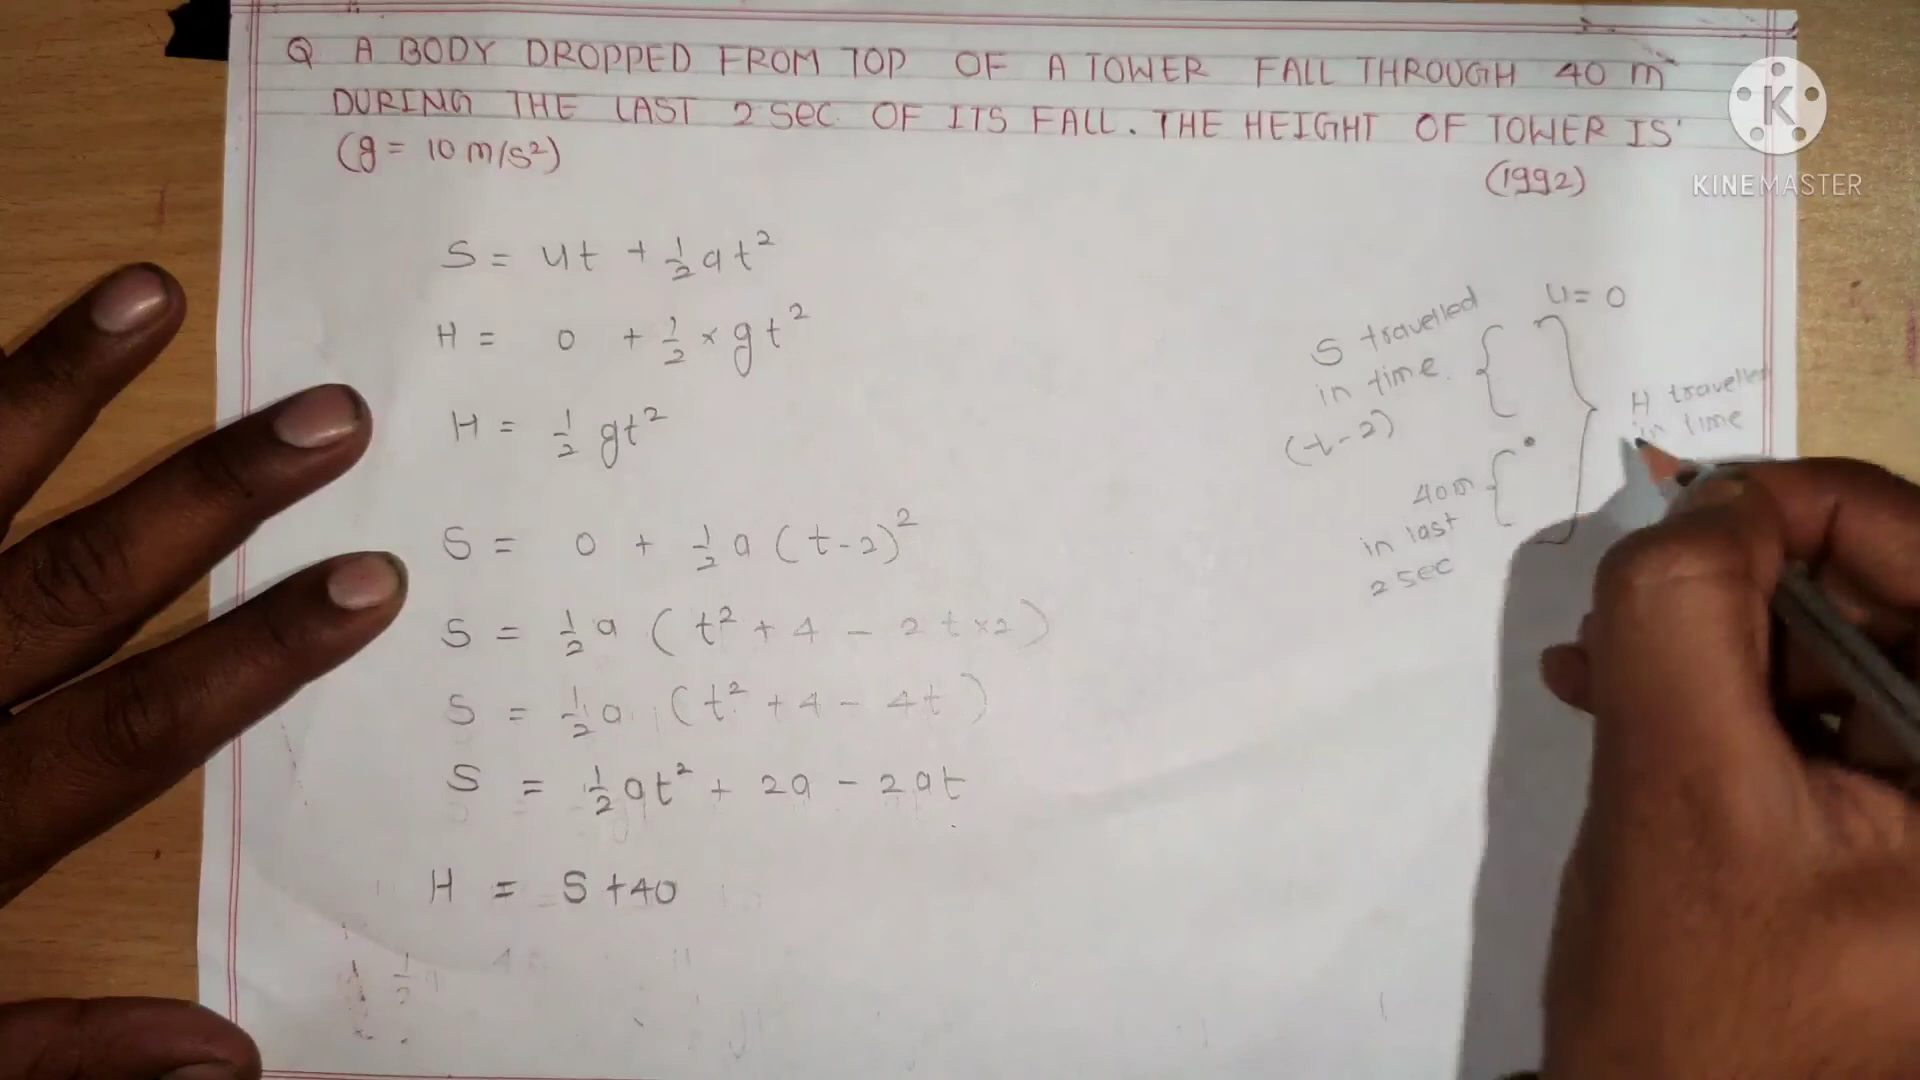 Q A BODY DROPPED FROM TOP OF A TOWER FALL THROUGH 40 m
DURING THE LAST 2 SEC OF ITS FALL. THE HEIGHT OF TOWER IS
(g = 10 m/s²)
(1992)
KINEMASTER
S = ut + 1/2 at²
H = 0 + 1/2 × gt²
H = 1/2 gt²
S = 0 + 1/2 a (t-2)²
S = 1/2 a (t² + 4 - 2t×2)
S = 1/2 a (t² + 4 - 4t)
S = 1/2 at² + 2a - 2at
H = S + 40
u = 0
S travelled
in time
(t-2)
40m
in last
2 sec
H travelled
in time